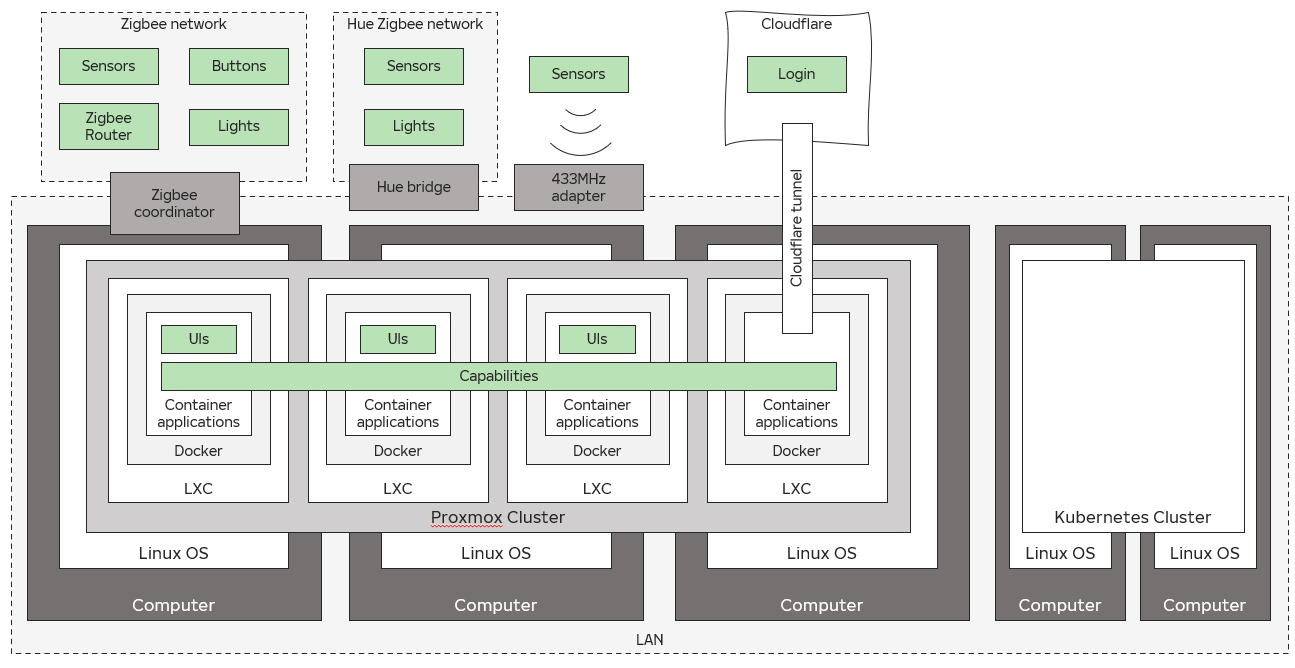 Zigbee network
Hue Zigbee network
Cloudflare
Sensors
Buttons
Sensors
Sensors
Login
Zigbee
Router
Lights
Lights
Zigbee
coordinator
Hue bridge
433MHz
adapter
Cloudflare tunnel
UIs
UIs
UIs
Capabilities
Container
applications
Container
applications
Container
applications
Container
applications
Docker
Docker
Docker
Docker
LXC
LXC
LXC
LXC
Proxmox Cluster
Kubernetes Cluster
Linux OS
Linux OS
Linux OS
Linux OS
Linux OS
Computer
Computer
Computer
Computer
Computer
LAN